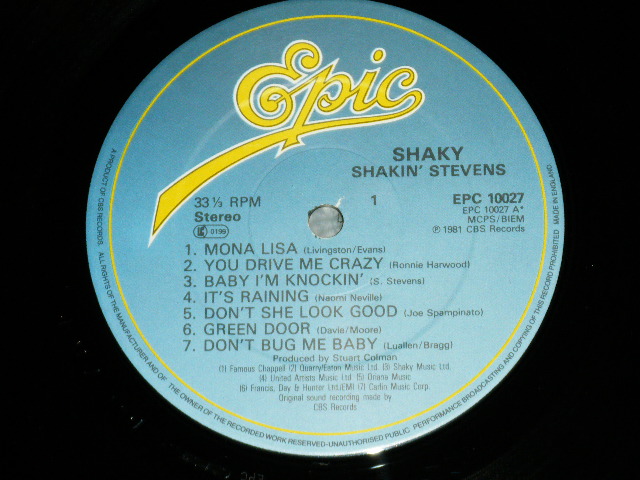 Epic
SHAKY
SHAKIN' STEVENS
33⅓ RPM
Stereo
0199
1
EPC 10027
EPC 10027 A*
MCPS/BIEM
℗ 1981 CBS Records
1. MONA LISA (Livingston/Evans)
2. YOU DRIVE ME CRAZY (Ronnie Harwood)
3. BABY I'M KNOCKIN' (S. Stevens)
4. IT'S RAINING (Naomi Neville)
5. DON'T SHE LOOK GOOD (Joe Spampinato)
6. GREEN DOOR (Davie/Moore)
7. DON'T BUG ME BABY (Luallen/Bragg)
Produced by Stuart Colman
(1) Famous Chappell (2) Quarry/Eaton Music Ltd. (3) Shaky Music Ltd.
(4) United Artists Music Ltd. (5) Oriana Music
(6) Francis, Day & Hunter Ltd./EMI (7) Carlin Music Corp.
Original sound recording made by
CBS Records
A PRODUCT OF CBS RECORDS. ALL RIGHTS OF THE MANUFACTURER AND OF THE OWNER OF THE RECORDED WORK RESERVED-UNAUTHORISED PUBLIC PERFORMANCE BROADCASTING AND COPYING OF THIS RECORD PROHIBITED MADE IN ENGLAND